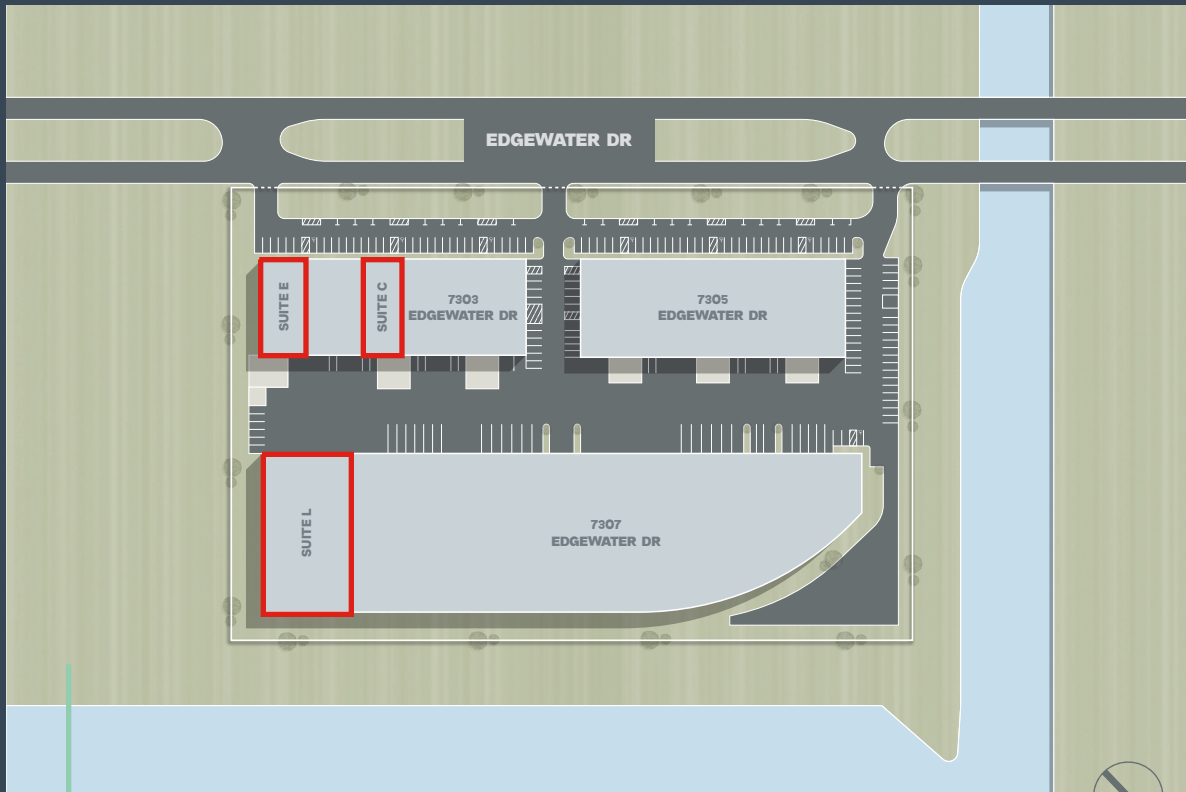 EDGEWATER DR
SUITE E
SUITE C
7303
EDGEWATER DR
7305
EDGEWATER DR
SUITE L
7307
EDGEWATER DR